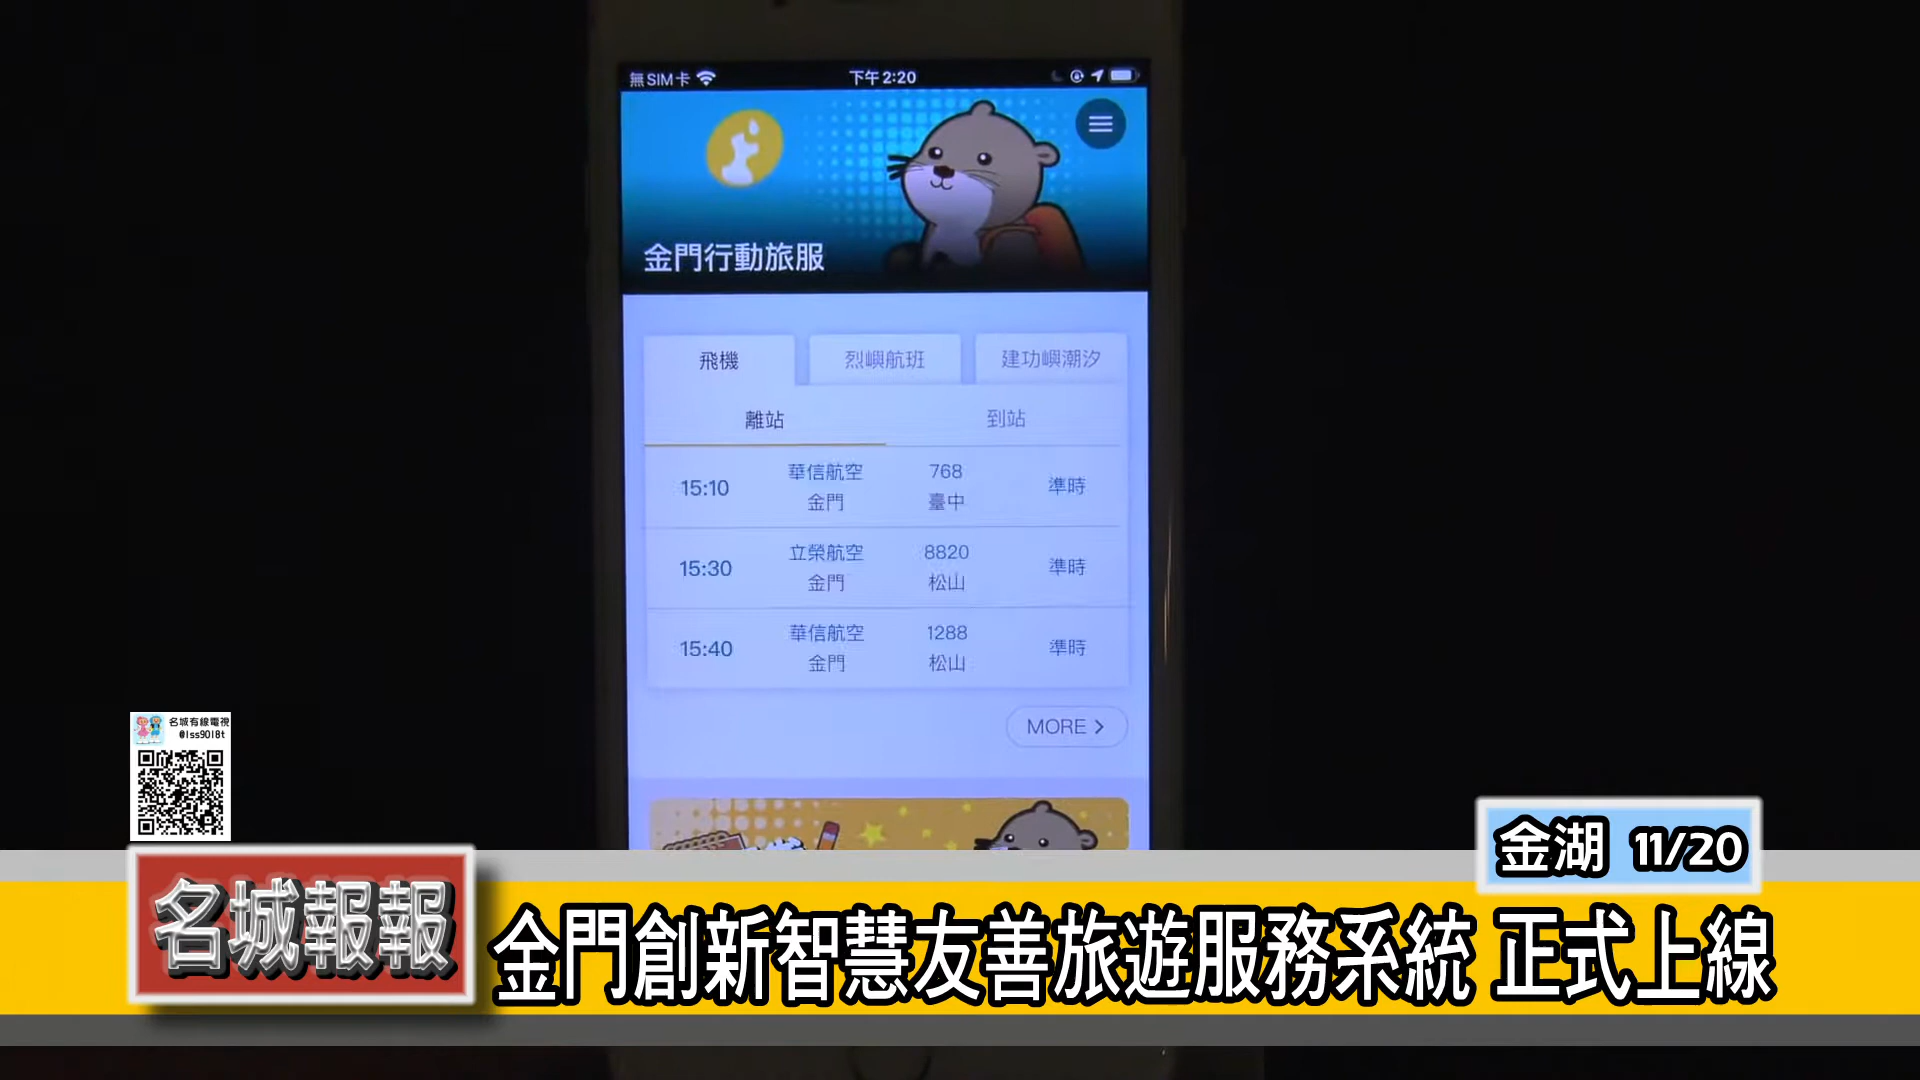 無SIM卡
下午2:20
金門行動旅服
飛機
烈嶼航班
建功嶼潮汐
離站
到站
15:10
華信航空
金門
768
臺中
準時
15:30
立榮航空
金門
8820
松山
準時
15:40
華信航空
金門
1288
松山
準時
MORE >
名城有線電視
@lss9018t
金湖 11/20
名城報報
金門創新智慧友善旅遊服務系統 正式上線